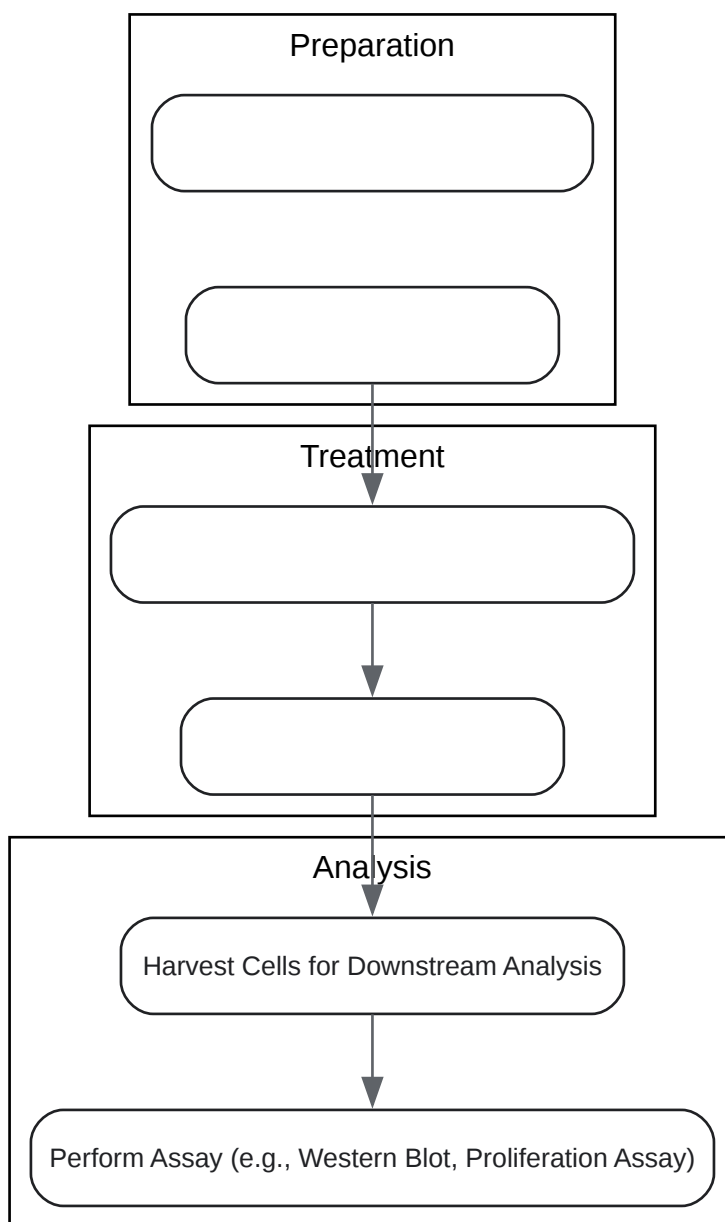 Preparation
Treatment
Analysis
Harvest Cells for Downstream Analysis
Perform Assay (e.g., Western Blot, Proliferation Assay)